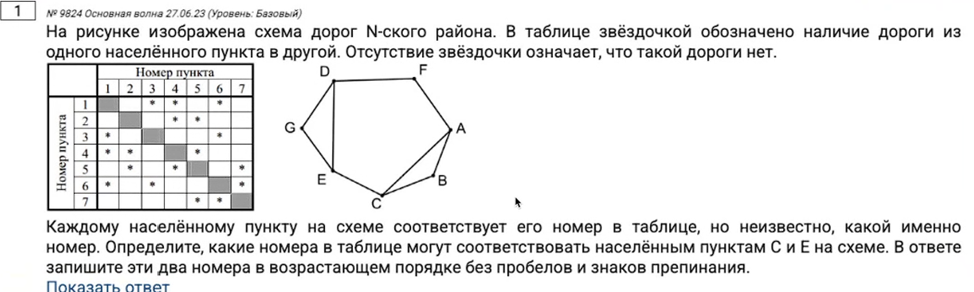 1 № 9824 Основная волна 27.06.23 (Уровень: Базовый)
На рисунке изображена схема дорог N-ского района. В таблице звёздочкой обозначено наличие дороги из
одного населённого пункта в другой. Отсутствие звёздочки означает, что такой дороги нет.
Номер пункта
1 2 3 4 5 6 7
Номер пункта
1 * * *
2 * *
3 * *
4 * * *
5 * * *
6 * * *
7 * *
D F
G A
E B
C
Каждому населённому пункту на схеме соответствует его номер в таблице, но неизвестно, какой именно
номер. Определите, какие номера в таблице могут соответствовать населённым пунктам С и Е на схеме. В ответе
запишите эти два номера в возрастающем порядке без пробелов и знаков препинания.
Показать ответ